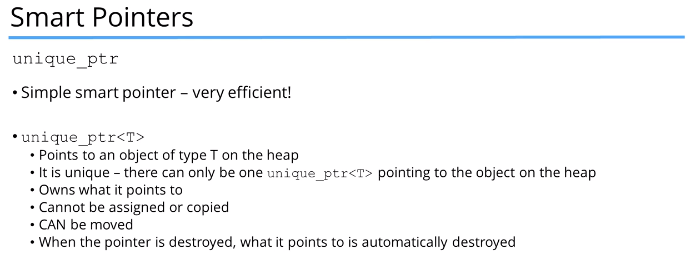 Smart Pointers
unique_ptr
• Simple smart pointer – very efficient!
• unique_ptr<T>
• Points to an object of type T on the heap
• It is unique – there can only be one unique_ptr<T> pointing to the object on the heap
• Owns what it points to
• Cannot be assigned or copied
• CAN be moved
• When the pointer is destroyed, what it points to is automatically destroyed